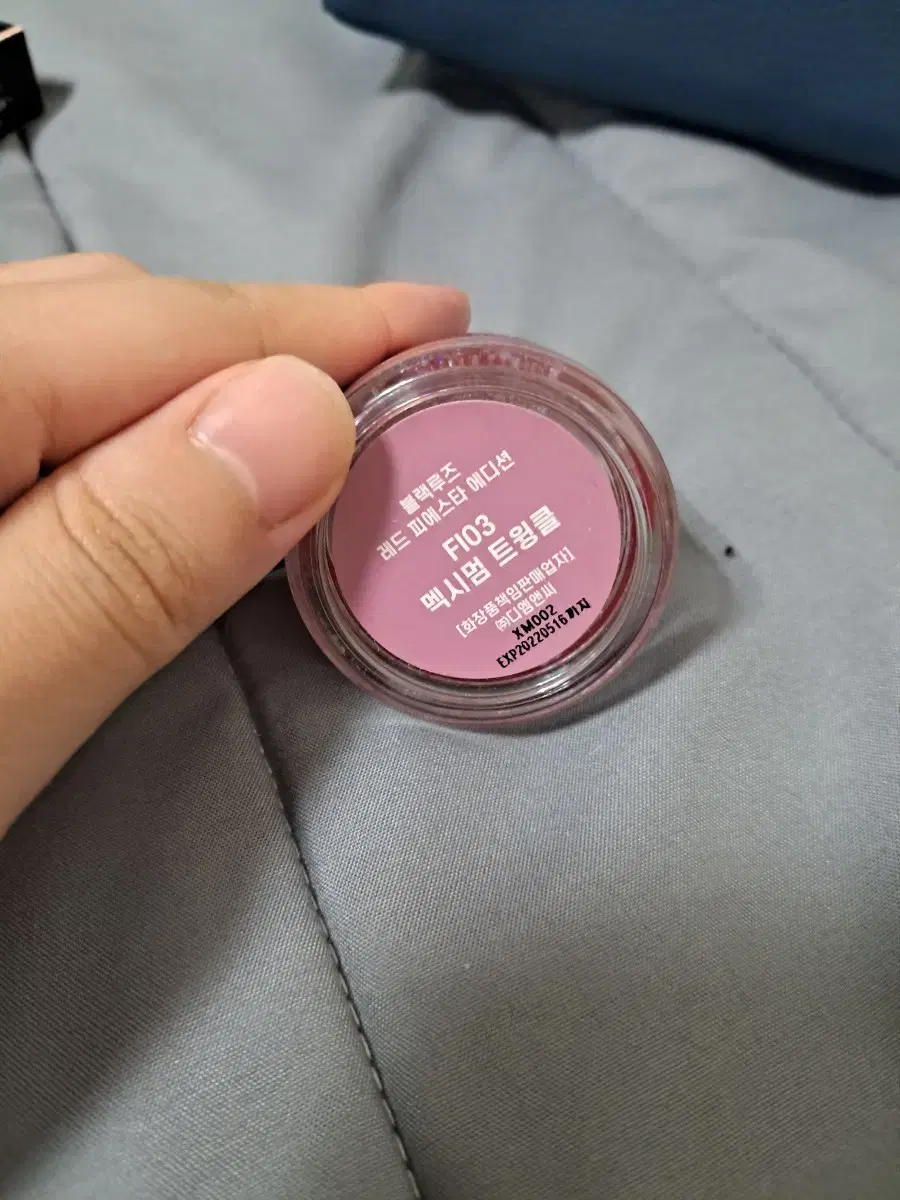 블랙루즈
레드 피에스타 에디션
FI03
멕시멈 트윙클
[화장품책임판매업자]
㈜디엠앤씨
XM002
EXP20220516까지